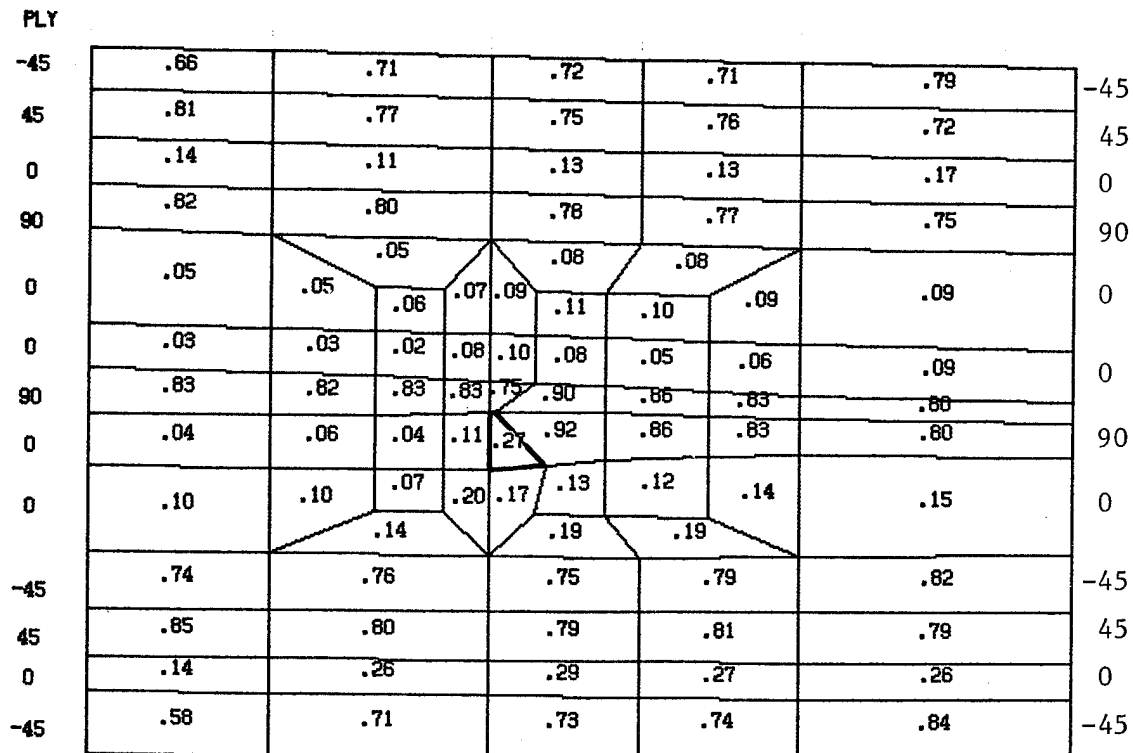 PLY
-45 .66 .71 .72 .71 .79 -45
45 .81 .77 .75 .76 .72 45
0 .14 .11 .13 .13 .17 0
90 .82 .80 .78 .77 .75 90
.05 .08 .08
0 .05 .05 .06 .07 .09 .11 .10 .09 .09 0
0 .03 .03 .02 .08 .10 .08 .05 .06 .09 0
90 .83 .82 .83 .83 .75 .90 .86 .83
0 .04 .06 .04 .11 .27 .92 .86 .83 .80 90
0 .10 .10 .07 .20 .17 .13 .12 .14 .15 0
.14 .19 .19
-45 .74 .76 .75 .79 .82 -45
45 .85 .80 .79 .81 .79 45
0 .14 .26 .29 .27 .26 0
-45 .58 .71 .73 .74 .84 -45